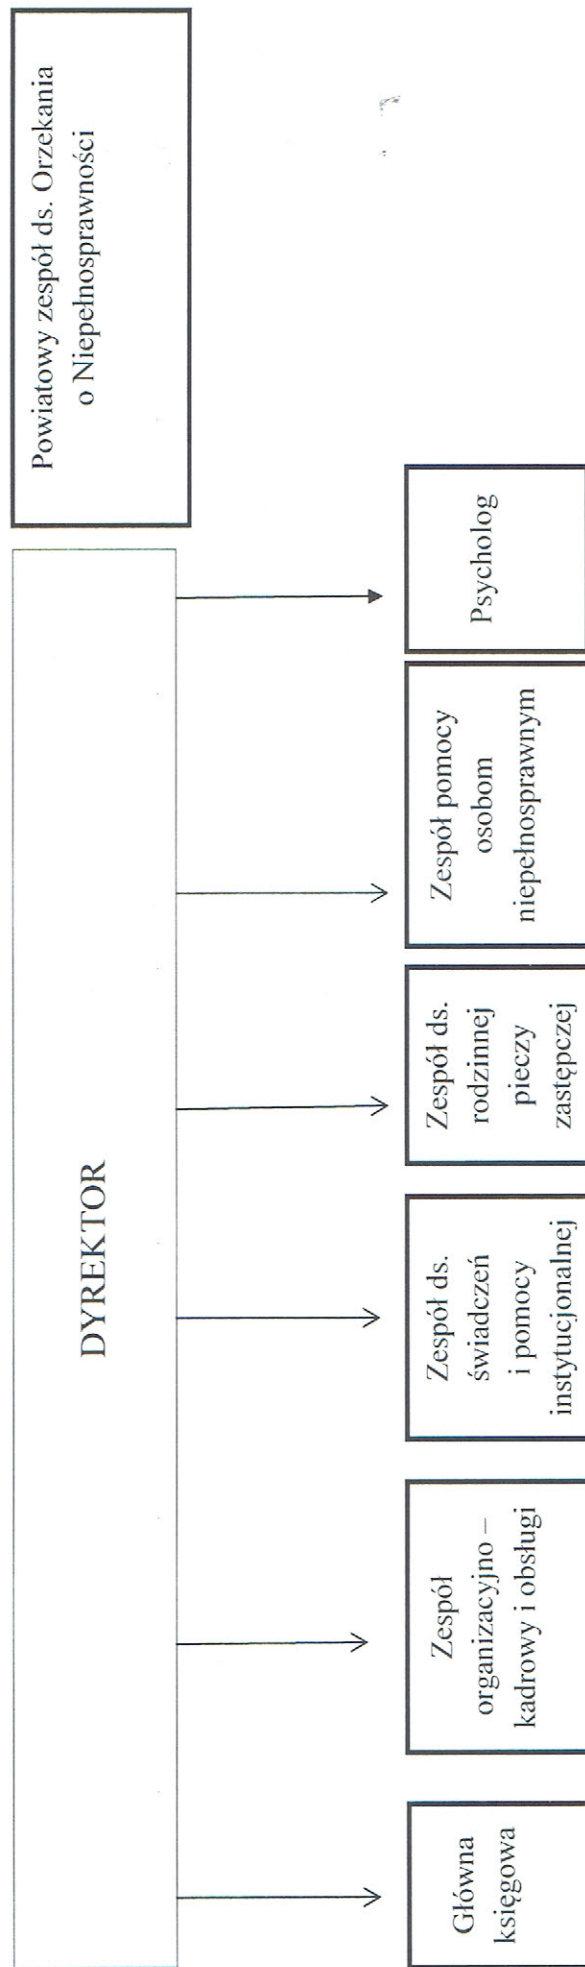 DYREKTOR
Powiatowy zespół ds. Orzekania
o Niepełnosprawności
Główna
księgowa
Zespół
organizacyjno –
kadrowy i obsługi
Zespół ds.
świadczeń
i pomocy
instytucjonalnej
Zespół ds.
rodzinnej
pieczy
zastępczej
Zespół pomocy
osobom
niepełnosprawnym
Psycholog